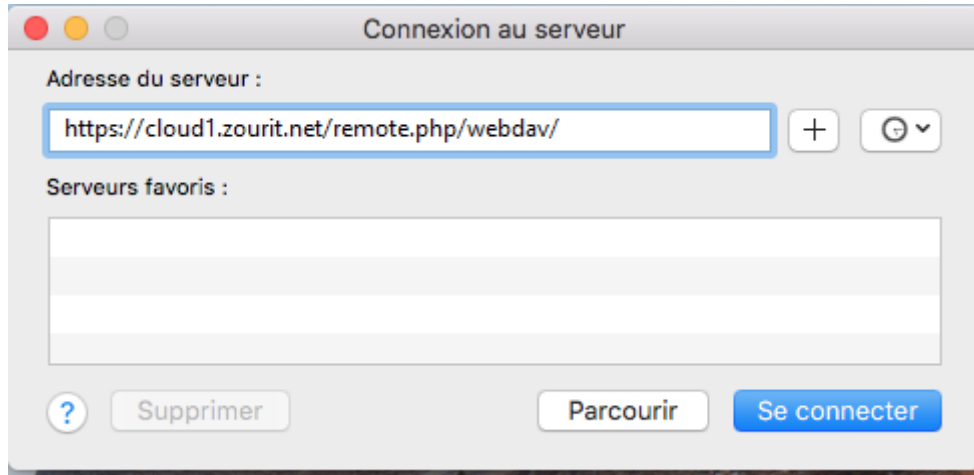 Connexion au serveur
Adresse du serveur :
https://cloud1.zourit.net/remote.php/webdav/
Serveurs favoris :
?
Supprimer
Parcourir
Se connecter